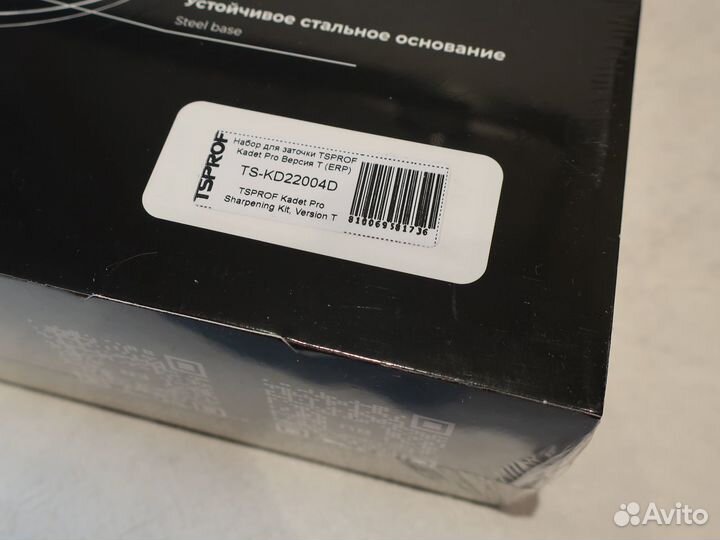 Устойчивое стальное основание
Steel base
TSPROF
Набор для заточки TSPROF
Kadet Pro Версия Т (ERP)
TS-KD22004D
TSPROF Kadet Pro
Sharpening Kit, Version T
810069581736
Avito